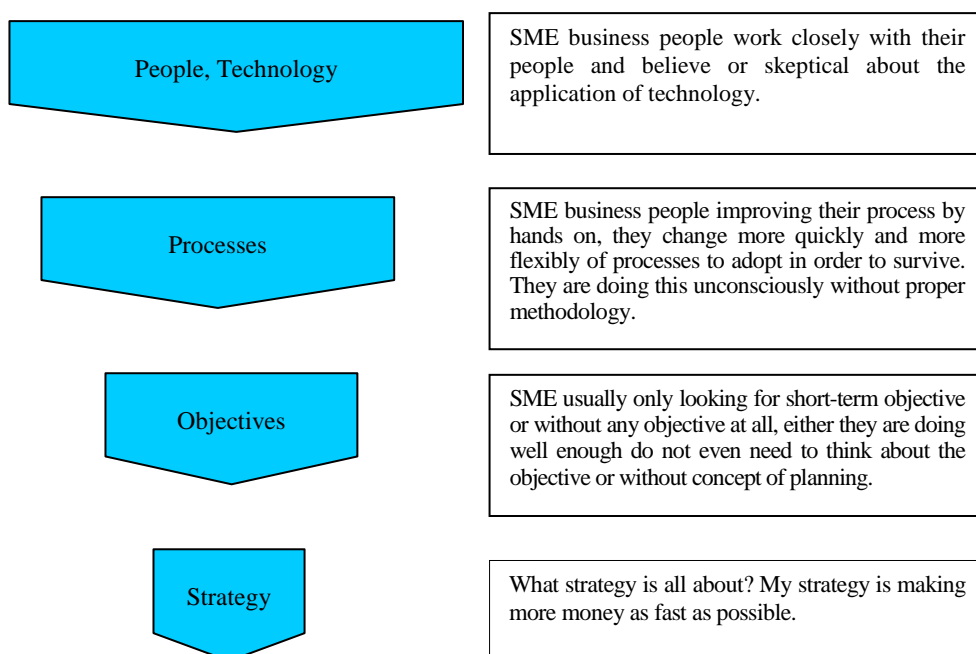 People, Technology
SME business people work closely with their
people and believe or skeptical about the
application of technology.
Processes
SME business people improving their process by
hands on, they change more quickly and more
flexibly of processes to adopt in order to survive.
They are doing this unconsciously without proper
methodology.
Objectives
SME usually only looking for short-term objective
or without any objective at all, either they are doing
well enough do not even need to think about the
objective or without concept of planning.
Strategy
What strategy is all about? My strategy is making
more money as fast as possible.